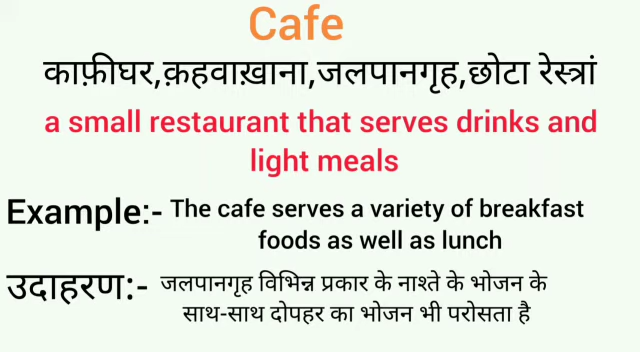 Cafe
काफ़ीघर,क़हवाख़ाना,जलपानगृह,छोटा रेस्त्रां
a small restaurant that serves drinks and
light meals
Example:- The cafe serves a variety of breakfast
foods as well as lunch
उदाहरण:- जलपानगृह विभिन्न प्रकार के नाश्ते के भोजन के
साथ-साथ दोपहर का भोजन भी परोसता है